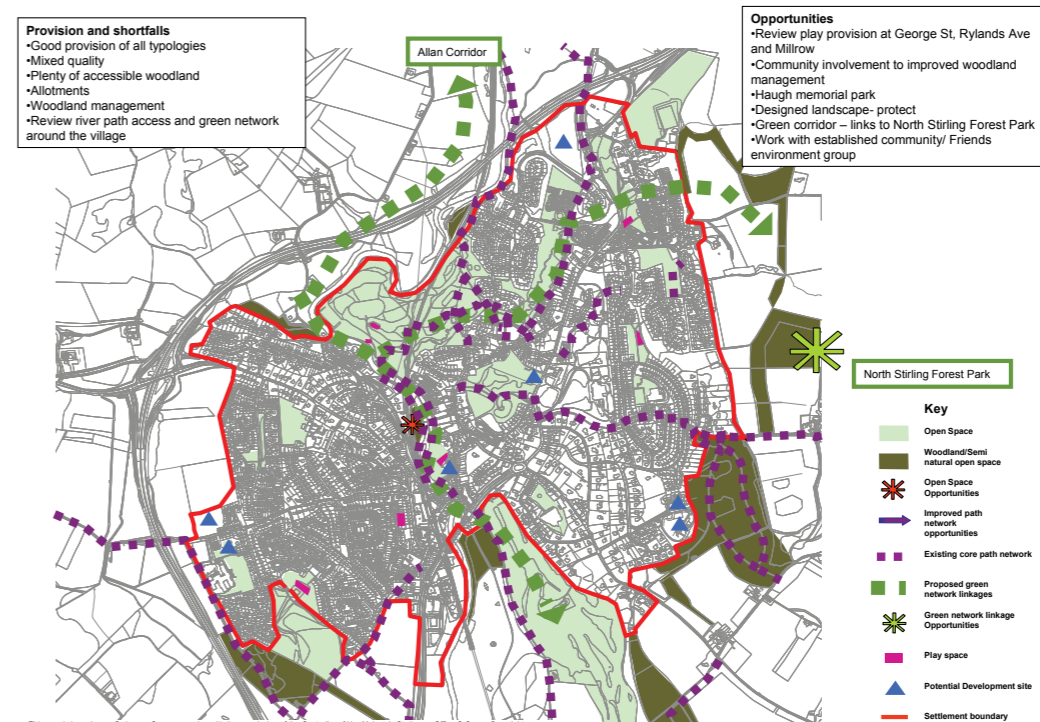 Provision and shortfalls
•Good provision of all typologies
•Mixed quality
•Plenty of accessible woodland
•Allotments
•Woodland management
•Review river path access and green network
around the village
Allan Corridor
Opportunities
•Review play provision at George St, Rylands Ave
and Millrow
•Community involvement to improved woodland
management
•Haugh memorial park
•Designed landscape- protect
•Green corridor – links to North Stirling Forest Park
•Work with established community/ Friends
environment group
North Stirling Forest Park
Key
Open Space
Woodland/Semi
natural open space
Open Space
Opportunities
Improved path
network
opportunities
Existing core path network
Proposed green
network linkages
Green network linkage
Opportunities
Play space
Potential Development site
Settlement boundary